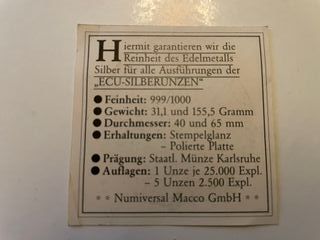 Hiermit garantieren wir die
Reinheit des Edelmetalls
Silber für alle Ausführungen der
„ECU-SILBERUNZEN“
● Feinheit: 999/1000
● Gewicht: 31,1 und 155,5 Gramm
● Durchmesser: 40 und 65 mm
● Erhaltungen: Stempelglanz
– Polierte Platte
● Prägung: Staatl. Münze Karlsruhe
● Auflagen: 1 Unze je 25.000 Expl.
– 5 Unzen 2.500 Expl.
* * Numiversal Macco GmbH * *